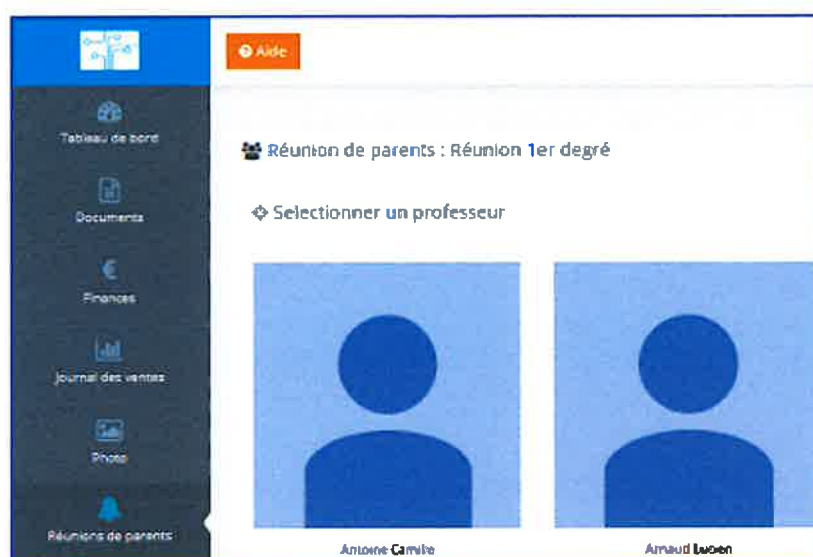 Aide
Tableau de bord
Documents
Finances
Journal des ventes
Photo
Réunions de parents
Réunion de parents : Réunion 1er degré
Selectionner un professeur
Antoine Camille
Arnaud Lucien